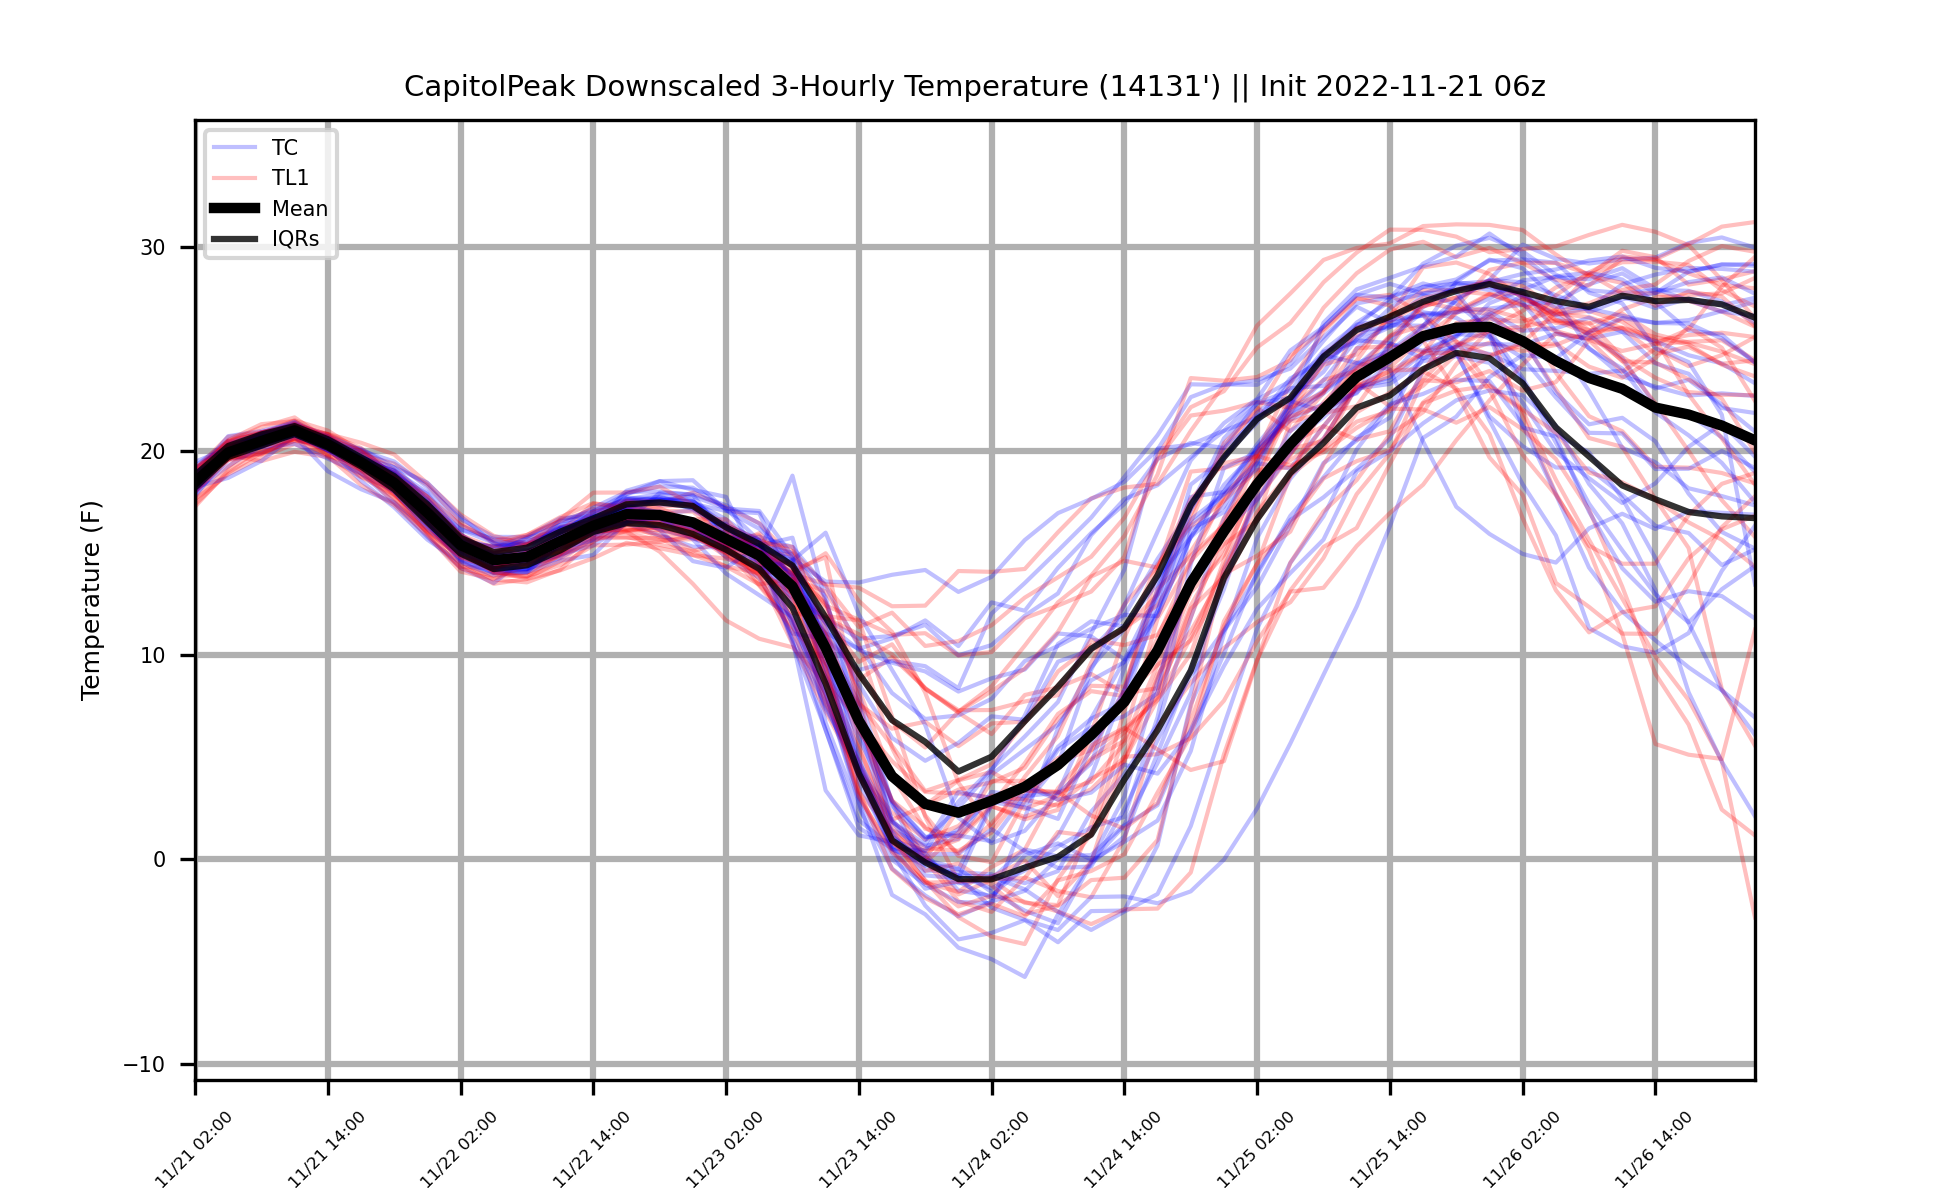 CapitolPeak Downscaled 3-Hourly Temperature (14131') || Init 2022-11-21 06z
TC
TL1
Mean
IQRs
30
20
10
0
−10
Temperature (F)
11/21 02:00
11/21 14:00
11/22 02:00
11/22 14:00
11/23 02:00
11/23 14:00
11/24 02:00
11/24 14:00
11/25 02:00
11/25 14:00
11/26 02:00
11/26 14:00